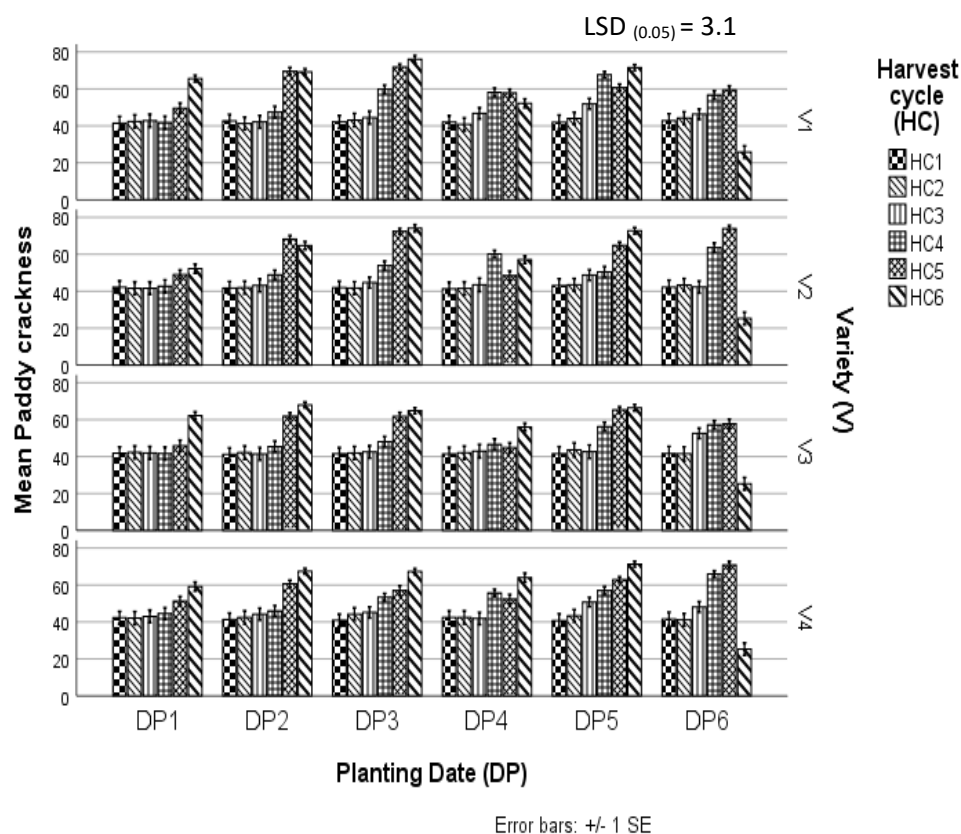 LSD (0.05) = 3.1
Mean Paddy crackness
80
60
40
20
0
V1
80
60
40
20
0
V2
80
60
40
20
0
V3
80
60
40
20
0
V4
DP1 DP2 DP3 DP4 DP5 DP6
Planting Date (DP)
Variety (V)
Harvest
cycle
(HC)
HC1
HC2
HC3
HC4
HC5
HC6
Error bars: +/- 1 SE